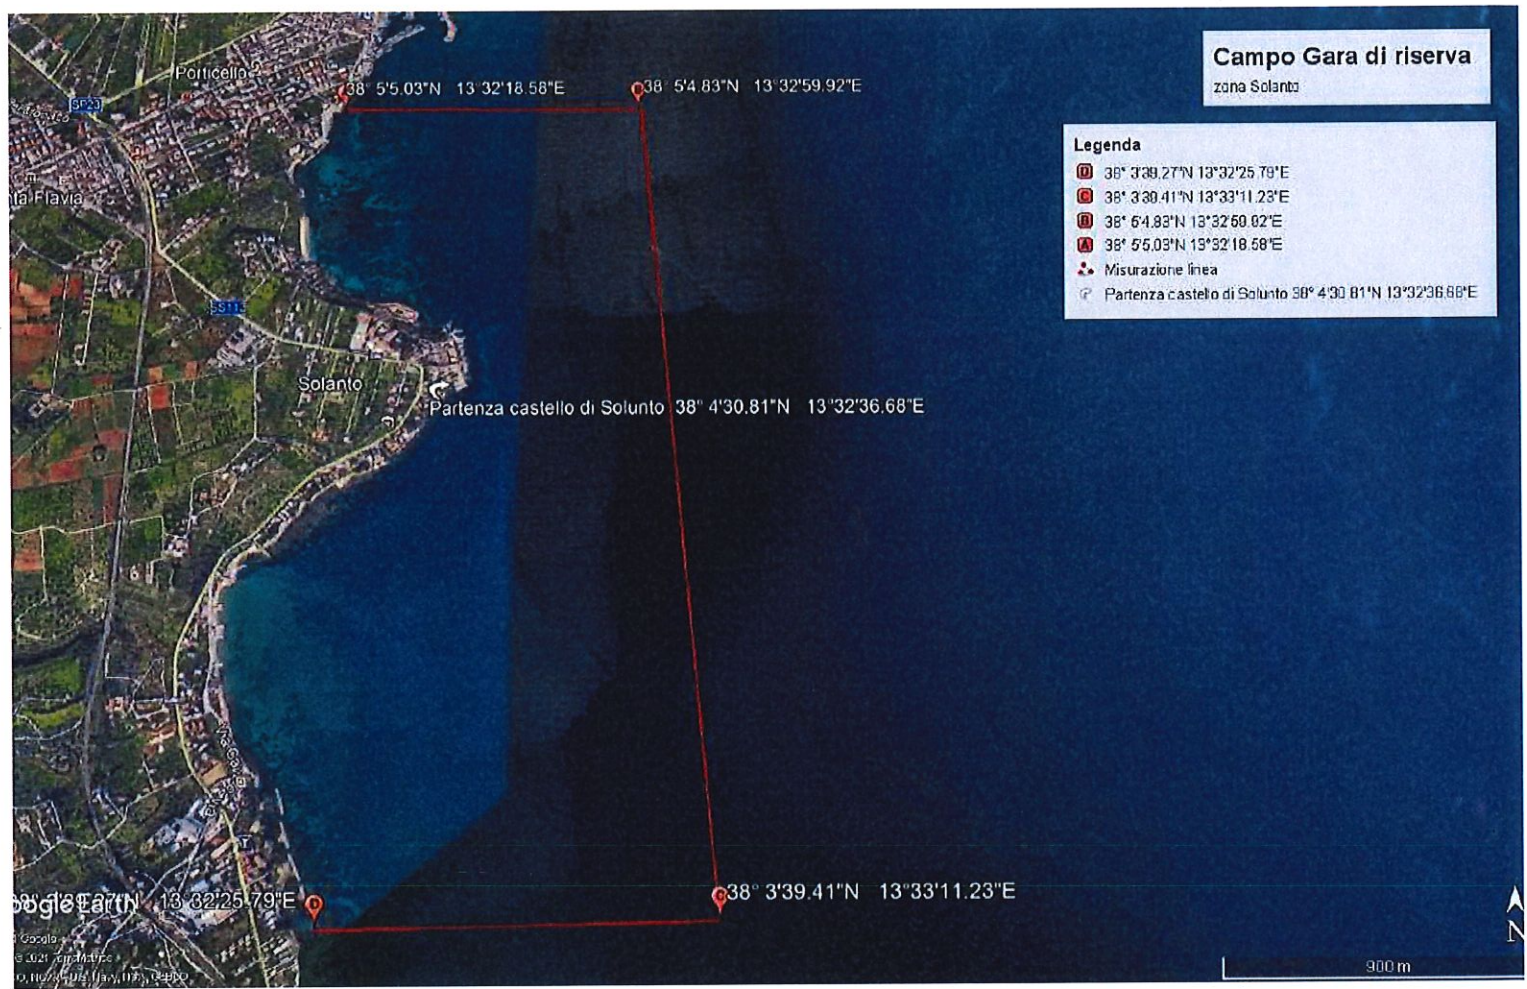 Campo Gara di riserva
zona Solanto
Legenda
D 38° 3'39.27"N 13°32'25.79"E
C 38° 3'39.41"N 13°33'11.23"E
B 38° 5'4.83"N 13°32'59.92"E
A 38° 5'5.03"N 13°32'18.58"E
Misurazione linea
Partenza castello di Solunto 38° 4'30.81"N 13°32'36.68"E
Porticello
38° 5'5.03"N 13°32'18.58"E
38° 5'4.83"N 13°32'59.92"E
SP23
ta Flavia
SS113
Solanto
Partenza castello di Solunto 38° 4'30.81"N 13°32'36.68"E
C 38° 3'39.41"N 13°33'11.23"E
13°32'25.79"E D
oogle Earth
N
900 m